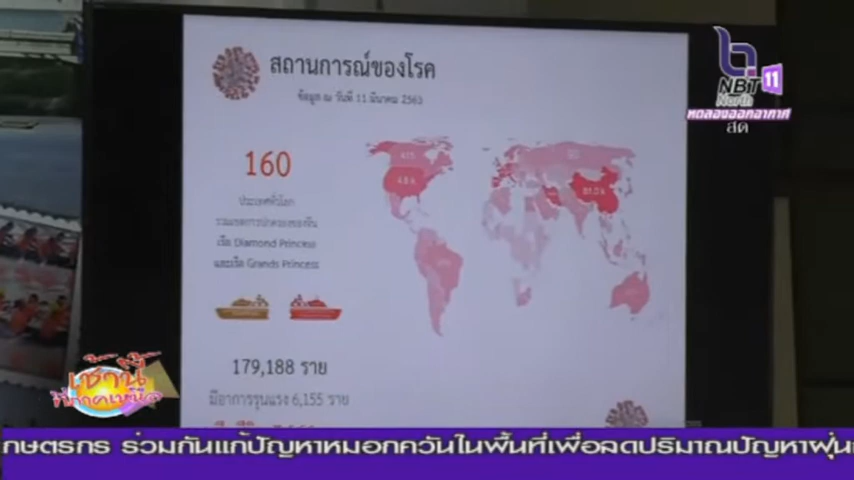 สถานการณ์ของโรค
ข้อมูล ณ วันที่ 11 มีนาคม 2563
160
ประเทศทั่วโลก
เรือ Diamond Princess
และเรือ Grands Princess
179,188 ราย
มีอาการรุนแรง 6,155 ราย
NBT 11
North
ทดลองออกอากาศ
สด
เช้านี้
ที่ภาคเหนือ
กษตรกร ร่วมกันแก้ปัญหาหมอกควันในพื้นที่เพื่อลดปริมาณปัญหาฝุ่น